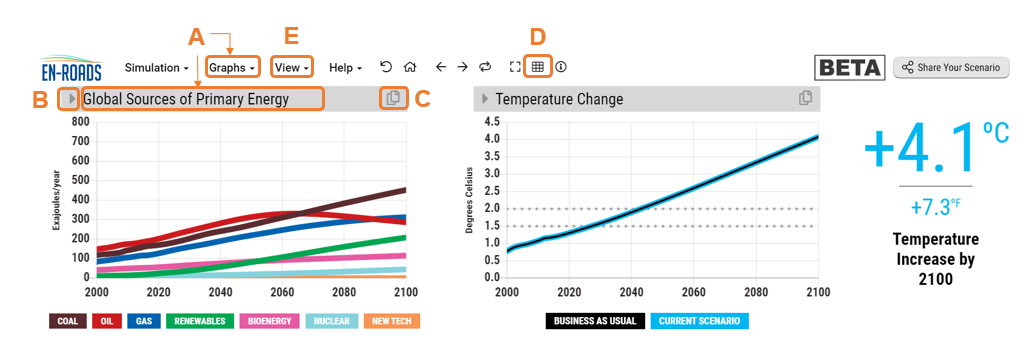 A
E
D
EN-ROADS
Simulation
Graphs
View
Help
BETA
Share Your Scenario
B
Global Sources of Primary Energy
C
Temperature Change
Exajoules/year
800
700
600
500
400
300
200
100
0
2000
2020
2040
2060
2080
2100
COAL
OIL
GAS
RENEWABLES
BIOENERGY
NUCLEAR
NEW TECH
Degrees Celsius
4.5
4.0
3.5
3.0
2.5
2.0
1.5
1.0
0.5
0.0
2000
2020
2040
2060
2080
2100
BUSINESS AS USUAL
CURRENT SCENARIO
+4.1°C
+7.3°F
Temperature
Increase by
2100